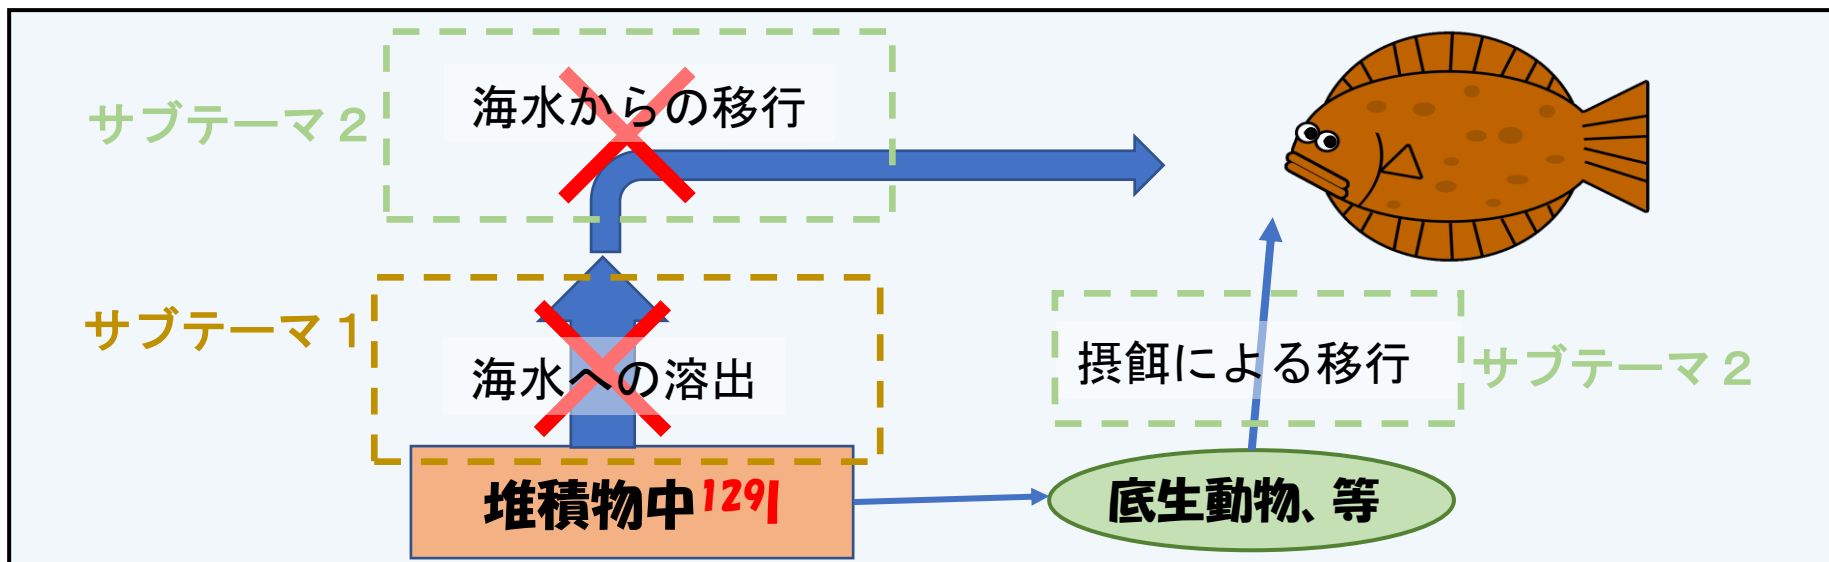 サブテーマ２
海水からの移行
サブテーマ１
海水への溶出
摂餌による移行
サブテーマ２
堆積物中129I
底生動物、等